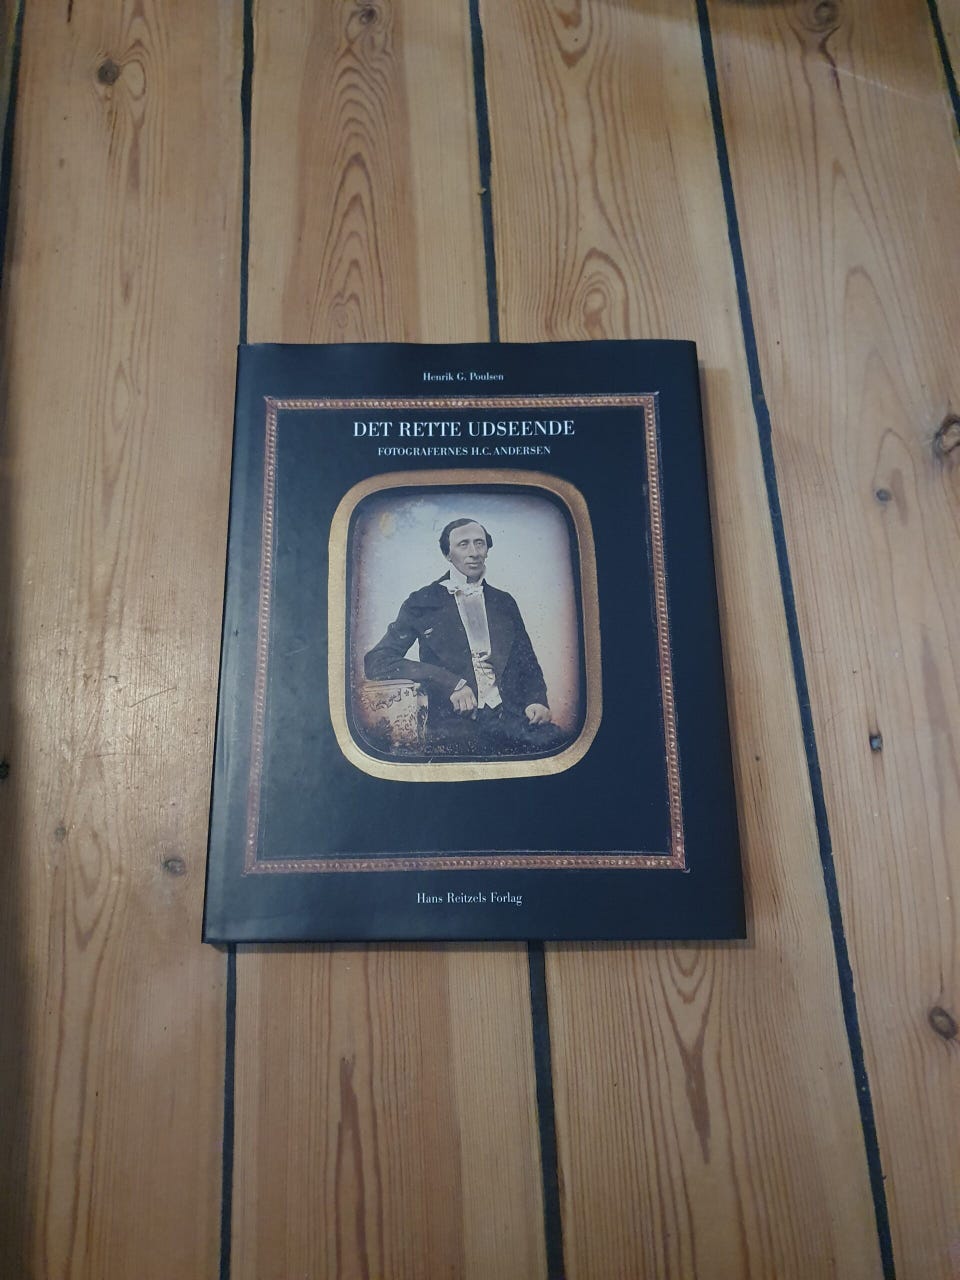 Henrik G. Poulsen
DET RETTE UDSEENDE
FOTOGRAFERNES H.C. ANDERSEN
Hans Reitzels Forlag